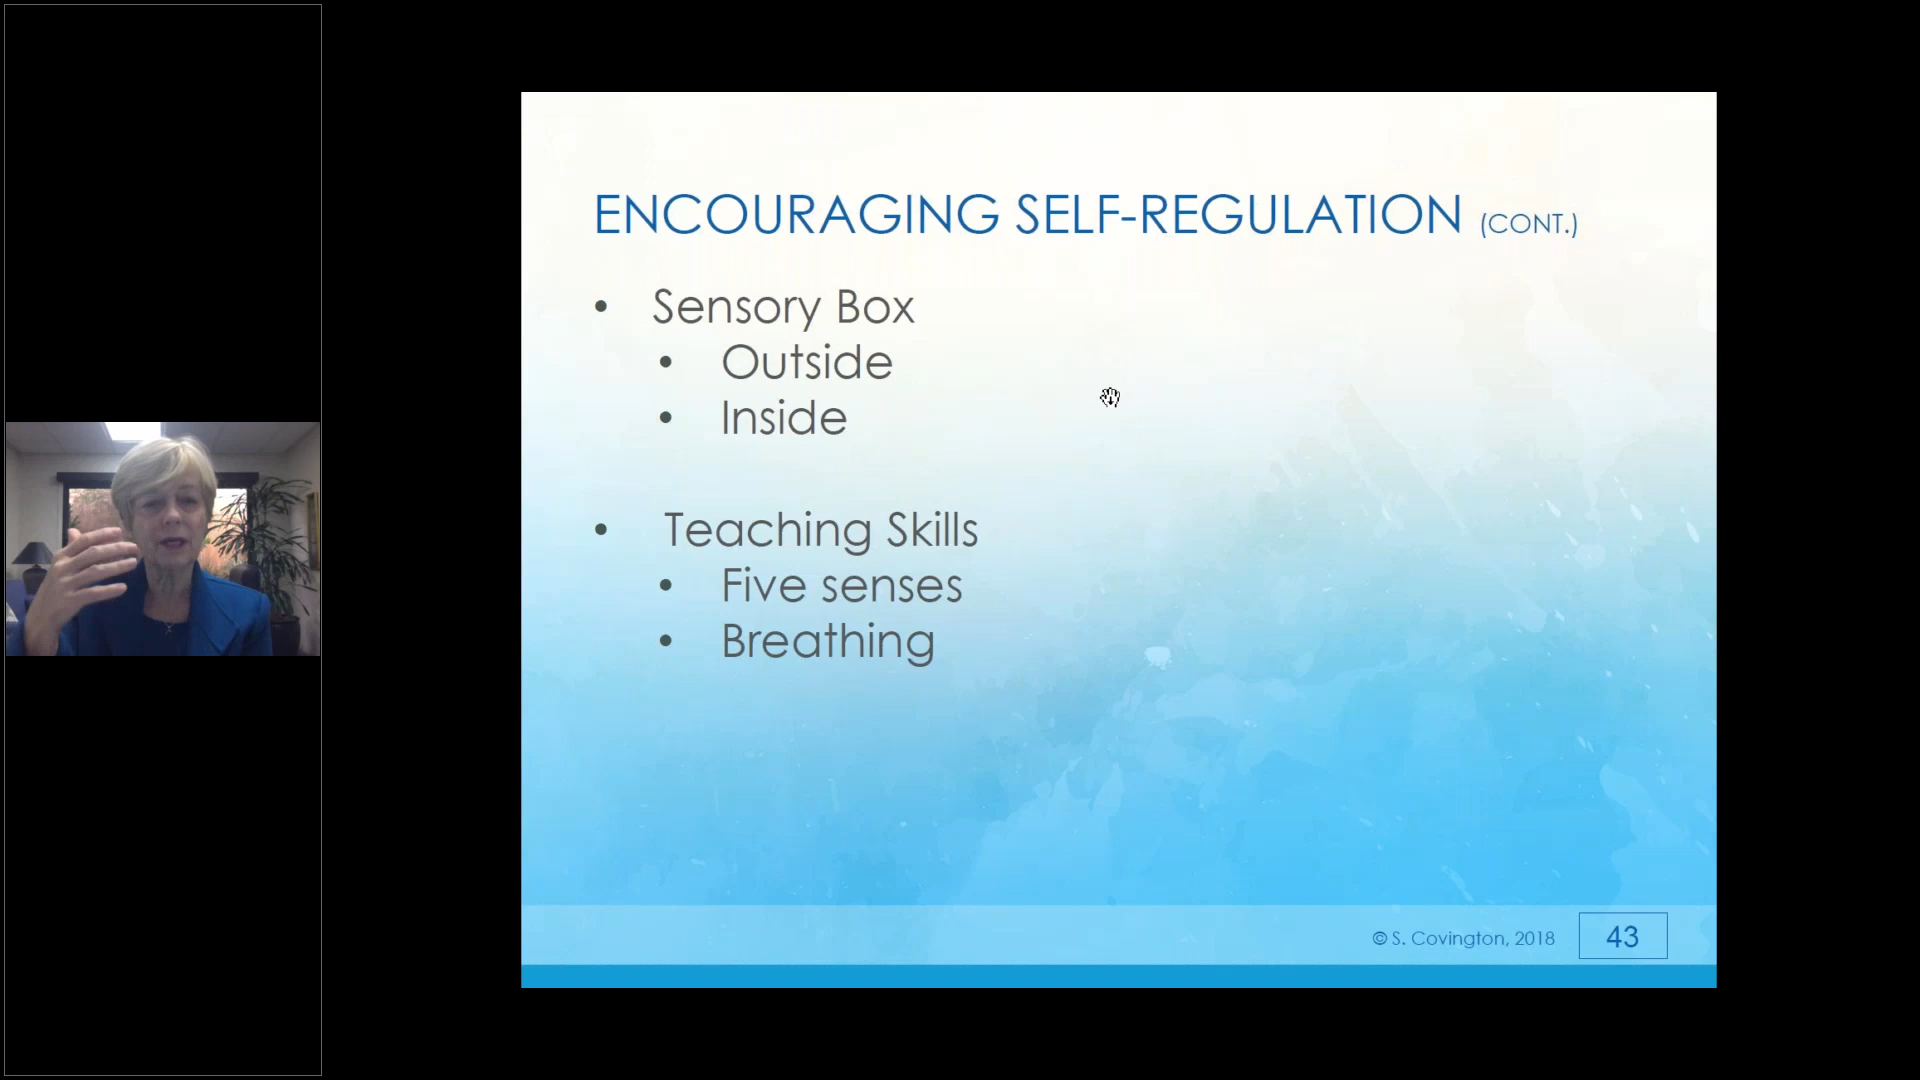 ENCOURAGING SELF-REGULATION (CONT.)
• Sensory Box
• Outside
• Inside
• Teaching Skills
• Five senses
• Breathing
© S. Covington, 2018
43